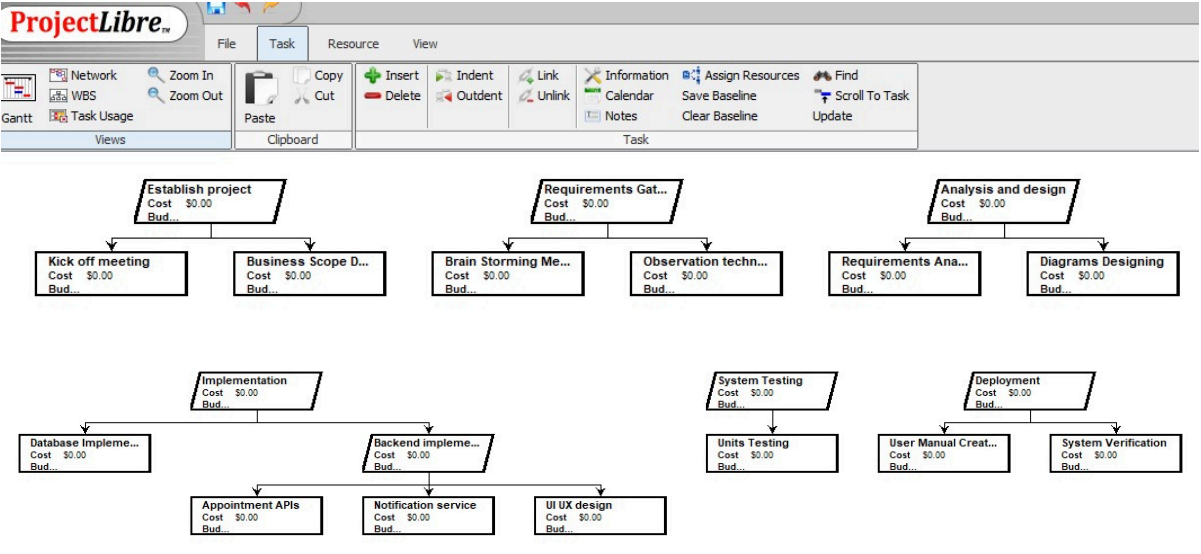 ProjectLibre™
File Task Resource View
Network Zoom In Copy Insert Indent Link Information Assign Resources Find
WBS Zoom Out Cut Delete Outdent Unlink Calendar Save Baseline Scroll To Task
Gantt Task Usage Paste Notes Clear Baseline Update
Views Clipboard Task
Establish project
Cost $0.00
Bud...
Requirements Gat...
Cost $0.00
Bud...
Analysis and design
Cost $0.00
Bud...
Kick off meeting
Cost $0.00
Bud...
Business Scope D...
Cost $0.00
Bud...
Brain Storming Me...
Cost $0.00
Bud...
Observation techn...
Cost $0.00
Bud...
Requirements Ana...
Cost $0.00
Bud...
Diagrams Designing
Cost $0.00
Bud...
Implementation
Cost $0.00
Bud...
System Testing
Cost $0.00
Bud...
Deployment
Cost $0.00
Bud...
Database Impleme...
Cost $0.00
Bud...
Backend impleme...
Cost $0.00
Bud...
Units Testing
Cost $0.00
Bud...
User Manual Creat...
Cost $0.00
Bud...
System Verification
Cost $0.00
Bud...
Appointment APIs
Cost $0.00
Bud...
Notification service
Cost $0.00
Bud...
UI UX design
Cost $0.00
Bud...